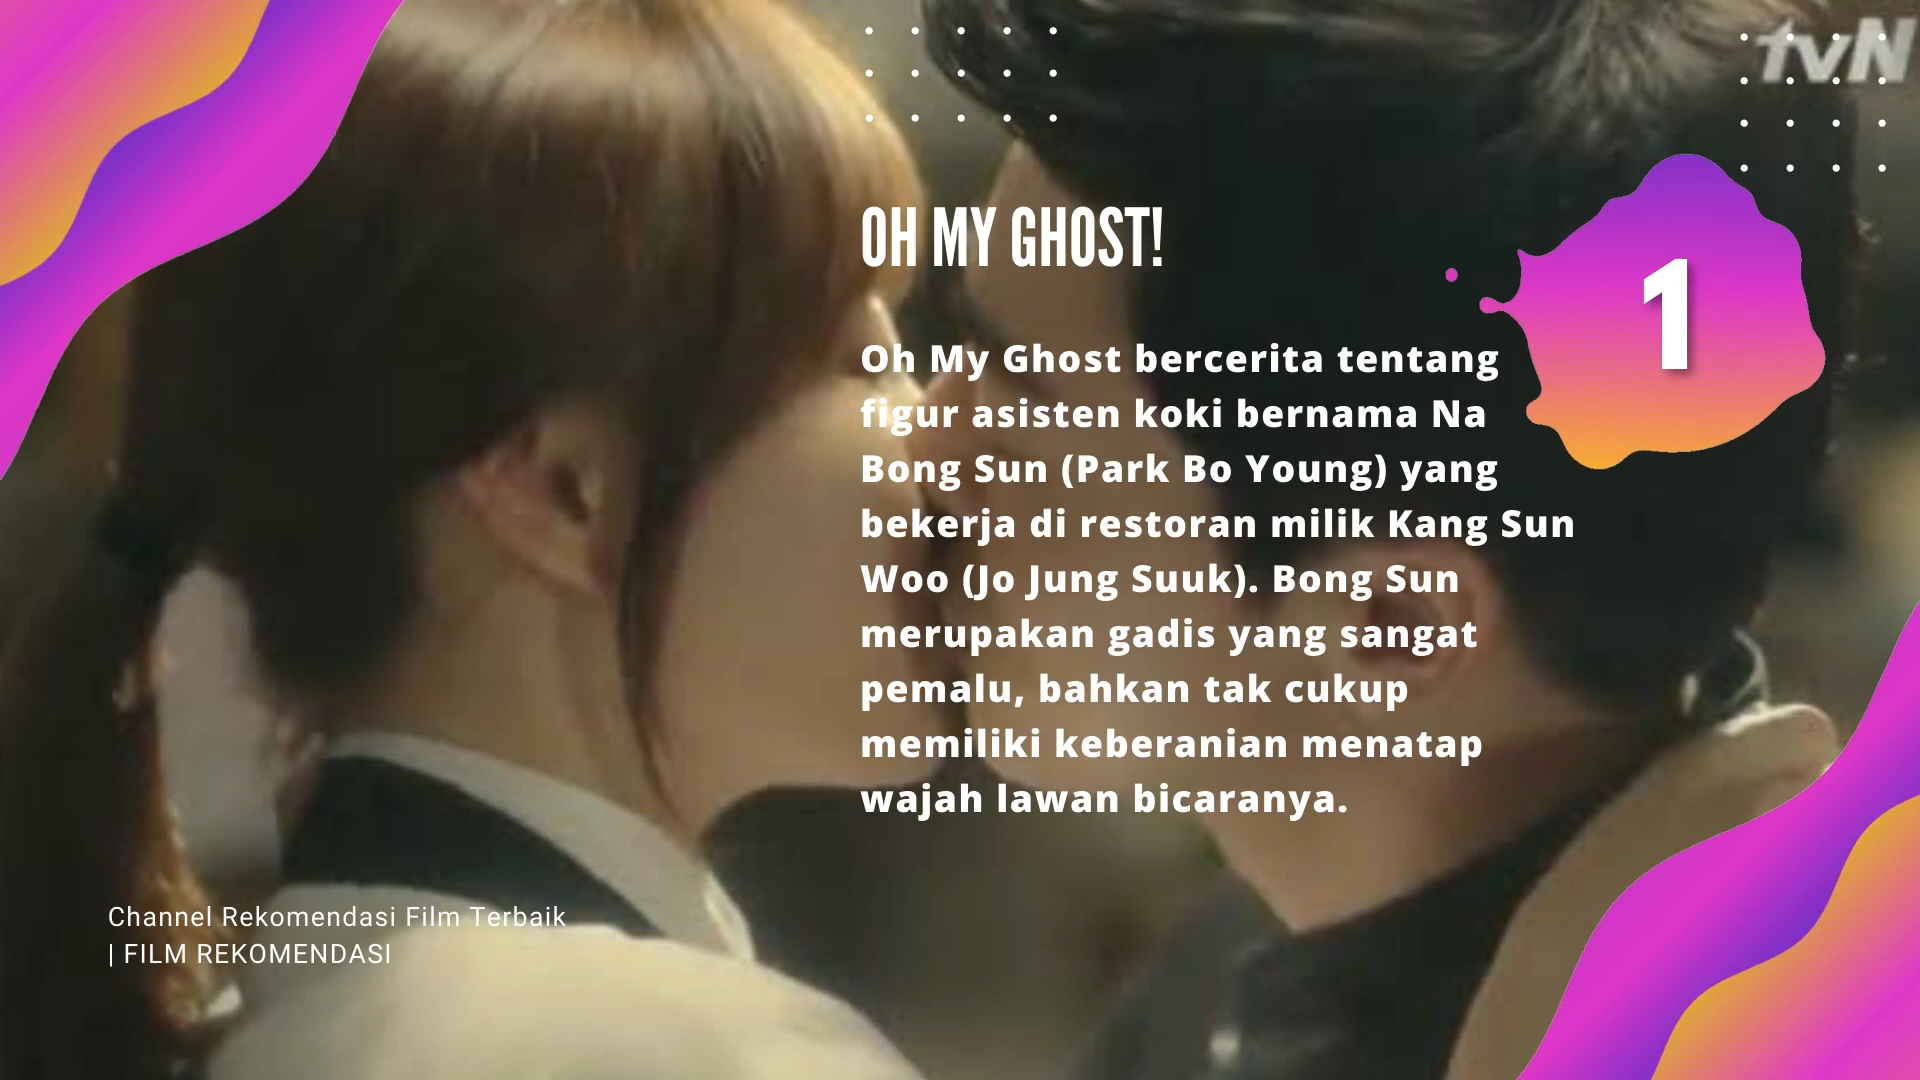 tvN
OH MY GHOST!
1
Oh My Ghost bercerita tentang
figur asisten koki bernama Na
Bong Sun (Park Bo Young) yang
bekerja di restoran milik Kang Sun
Woo (Jo Jung Suuk). Bong Sun
merupakan gadis yang sangat
pemalu, bahkan tak cukup
memiliki keberanian menatap
wajah lawan bicaranya.
Channel Rekomendasi Film Terbaik
| FILM REKOMENDASI